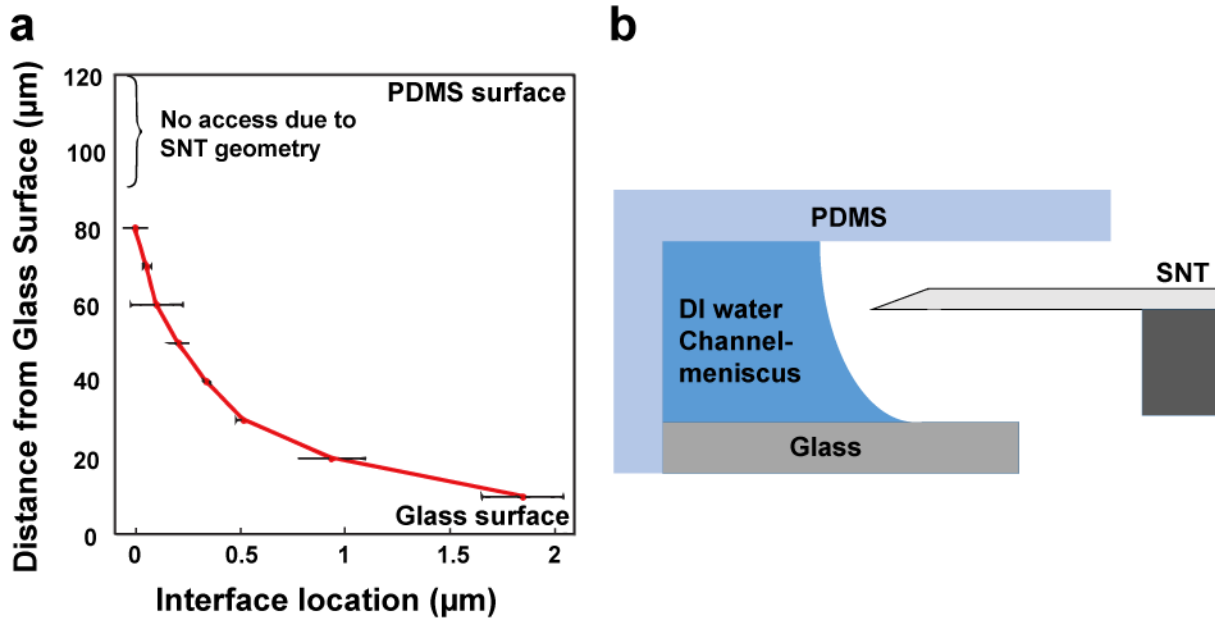 a
Distance from Glass Surface (µm)
120
100
80
60
40
20
0
PDMS surface
No access due to
SNT geometry
Glass surface
0
0.5
1
1.5
2
Interface location (µm)
b
PDMS
SNT
DI water
Channel-
meniscus
Glass